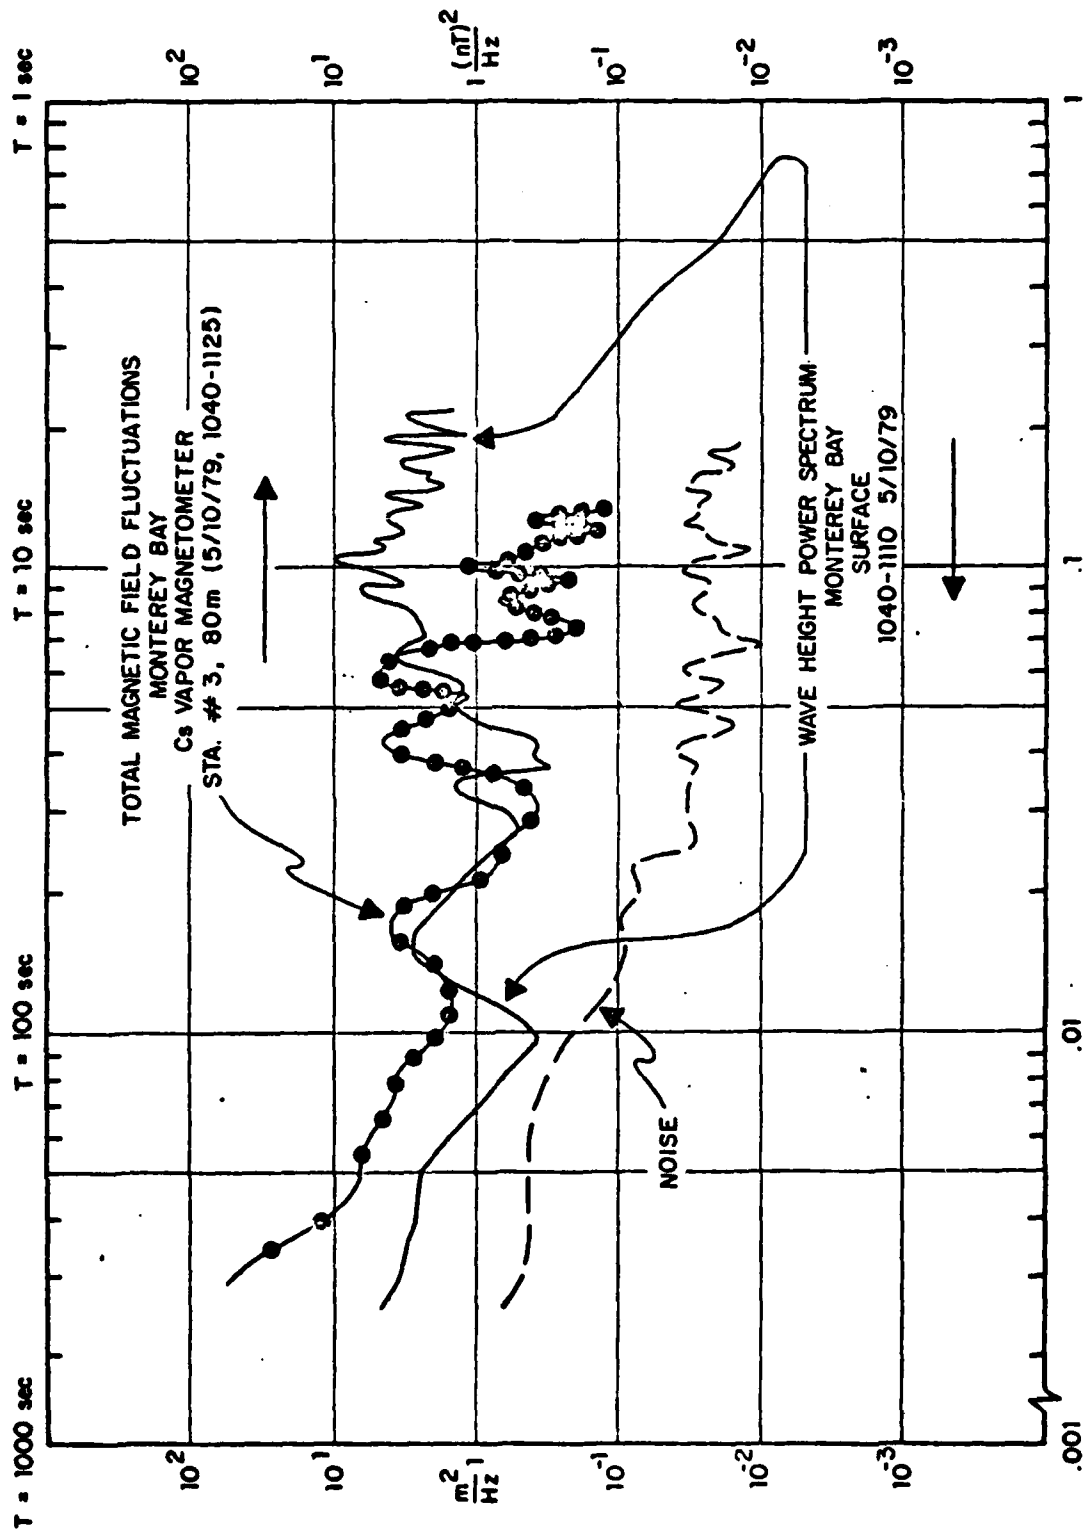 T = 1000 sec
T = 100 sec
T = 10 sec
T = 1 sec
TOTAL MAGNETIC FIELD FLUCTUATIONS
MONTEREY BAY
Cs VAPOR MAGNETOMETER
STA. # 3, 80m (5/10/79, 1040-1125)
10²
10¹
m²
Hz
10⁻¹
10⁻²
10⁻³
10²
10¹
1 (nT)²
Hz
10⁻¹
10⁻²
10⁻³
NOISE
WAVE HEIGHT POWER SPECTRUM
MONTEREY BAY
SURFACE
1040-1110 5/10/79
.001
.01
.1
1